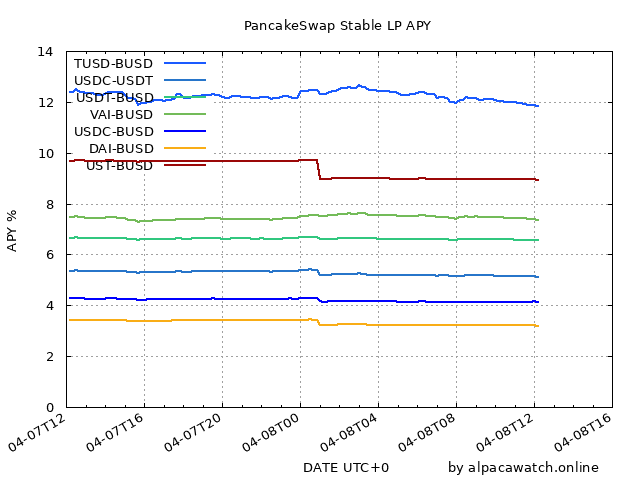 PancakeSwap Stable LP APY
14
12
10
8
6
4
2
0
APY %
TUSD-BUSD
USDC-USDT
USDT-BUSD
VAI-BUSD
USDC-BUSD
DAI-BUSD
UST-BUSD
04-07T12
04-07T16
04-07T20
04-08T00
04-08T04
04-08T08
04-08T12
04-08T16
DATE UTC+0
by alpacawatch.online